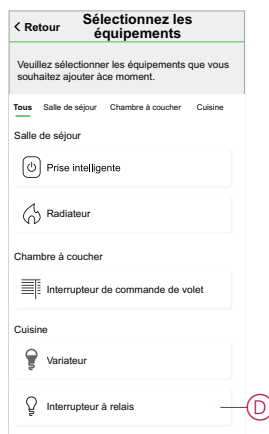 < Retour
Sélectionnez les
équipements
Veuillez sélectionner les équipements que vous
souhaitez ajouter àce moment.
Tous Salle de séjour Chambre à coucher Cuisine
Salle de séjour
Prise intelligente
Radiateur
Chambre à coucher
Interrupteur de commande de volet
Cuisine
Variateur
Interrupteur à relais
D